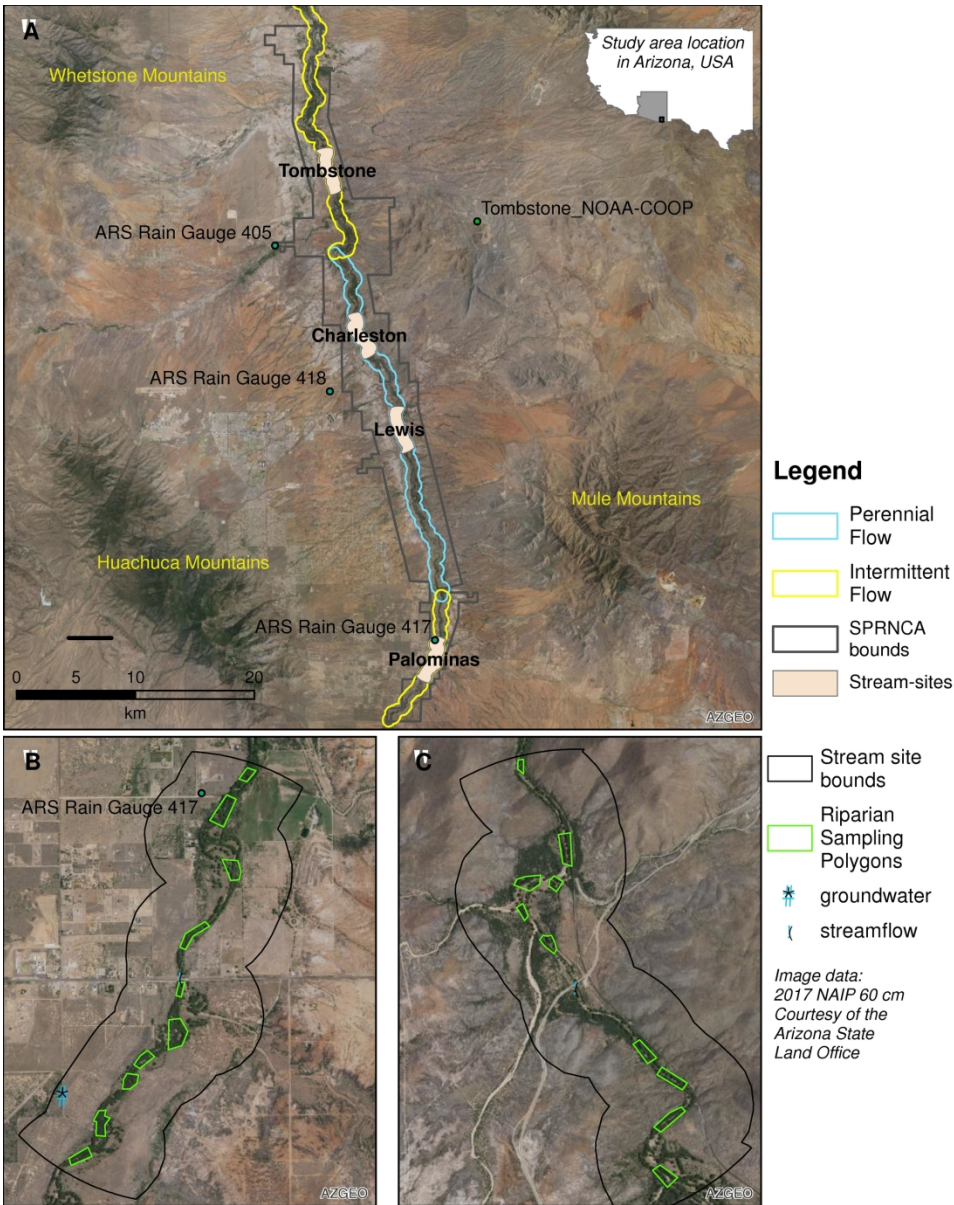 A
Study area location
in Arizona, USA
Whetstone Mountains
Tombstone
Tombstone_NOAA-COOP
ARS Rain Gauge 405
Charleston
ARS Rain Gauge 418
Lewis
Mule Mountains
Huachuca Mountains
ARS Rain Gauge 417
Palominas
0 5 10 20
km
AZGEO
Legend
Perennial
Flow
Intermittent
Flow
SPRNCA
bounds
Stream-sites
B
ARS Rain Gauge 417
AZGEO
C
AZGEO
Stream site
bounds
Riparian
Sampling
Polygons
groundwater
streamflow
Image data:
2017 NAIP 60 cm
Courtesy of the
Arizona State
Land Office